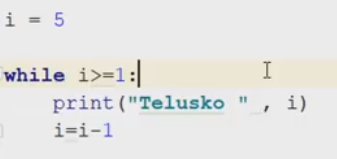 i = 5
while i>=1:
print("Telusko " , i)
i=i-1